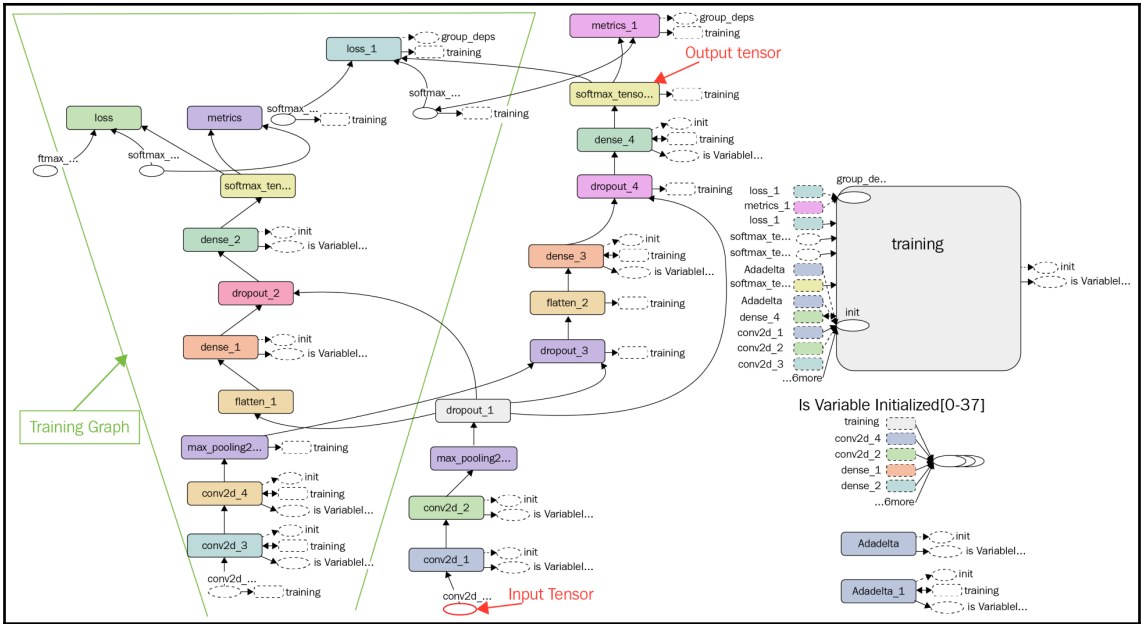 metrics_1
group_deps
training
loss_1
group_deps
training
Output tensor
softmax_tenso...
training
softmax_...
training
softmax_...
training
loss
metrics
ftmax_...
softmax_...
dense_4
init
training
is Variablel...
softmax_ten...
dropout_4
training
dense_2
init
is Variablel...
dense_3
init
training
is Variablel...
dropout_2
flatten_2
training
dense_1
init
is Variablel...
dropout_3
training
flatten_1
dropout_1
Training Graph
max_pooling2...
training
max_pooling2...
conv2d_4
init
training
is Variablel...
conv2d_2
init
is Variablel...
conv2d_3
init
training
is Variablel...
conv2d_1
init
is Variablel...
conv2d_...
training
conv2d_...
Input Tensor
group_de..
loss_1
metrics_1
loss_1
softmax_te...
softmax_te...
Adadelta
softmax_te...
Adadelta
dense_4
conv2d_1
conv2d_2
conv2d_3
...6more
init
training
init
is Variablel...
Is Variable Initialized[0-37]
training
conv2d_4
conv2d_2
dense_1
dense_2
...6more
Adadelta
init
is Variablel...
Adadelta_1
init
training
is Variablel...